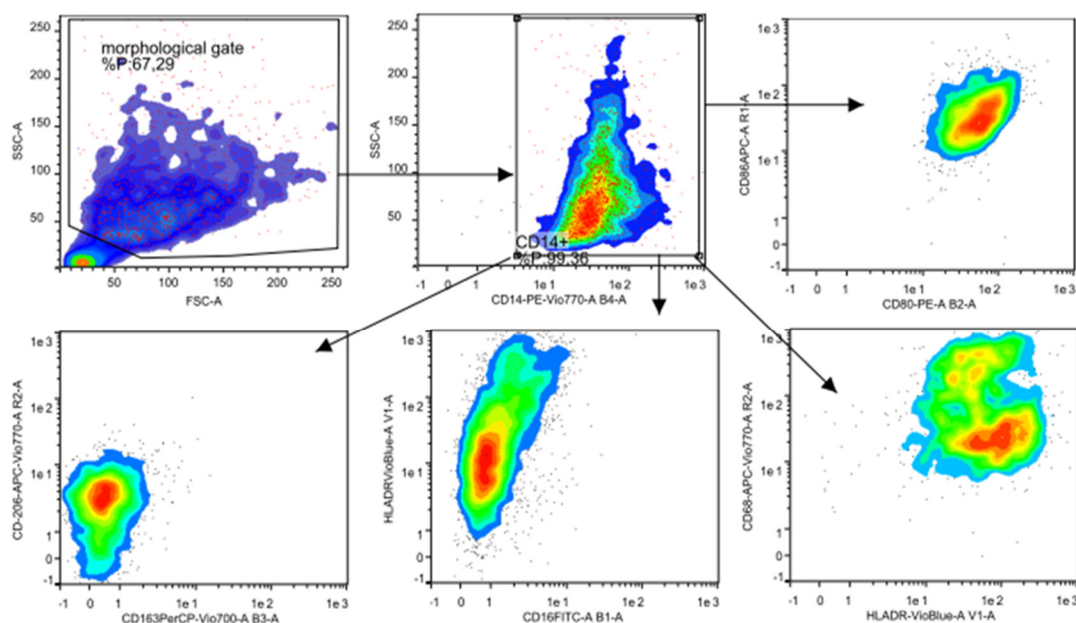 250
200
150
100
50
morphological gate
%P:67,29
SSC-A
50
100
150
200
250
FSC-A
250
200
150
100
50
SSC-A
CD14+
%P:99,36
-1
0
1
1e1
1e2
1e3
CD14-PE-Vio770-A B4-A
1e3
1e2
1e1
1
0
-1
CD86APC-A R1-A
-1
0
1
1e1
1e2
1e3
CD80-PE-A B2-A
1e3
1e2
1e1
1
0
-1
CD-206-APC-Vio770-A R2-A
-1
0
1
1e1
1e2
1e3
CD163PerCP-Vio700-A B3-A
1e3
1e2
1e1
1
0
-1
HLADRVioBlue-A V1-A
-1
0
1
1e1
1e2
1e3
CD16FITC-A B1-A
1e3
1e2
1e1
1
0
-1
CD68-APC-Vio770-A R2-A
-1
0
1
1e1
1e2
1e3
HLADR-VioBlue-A V1-A